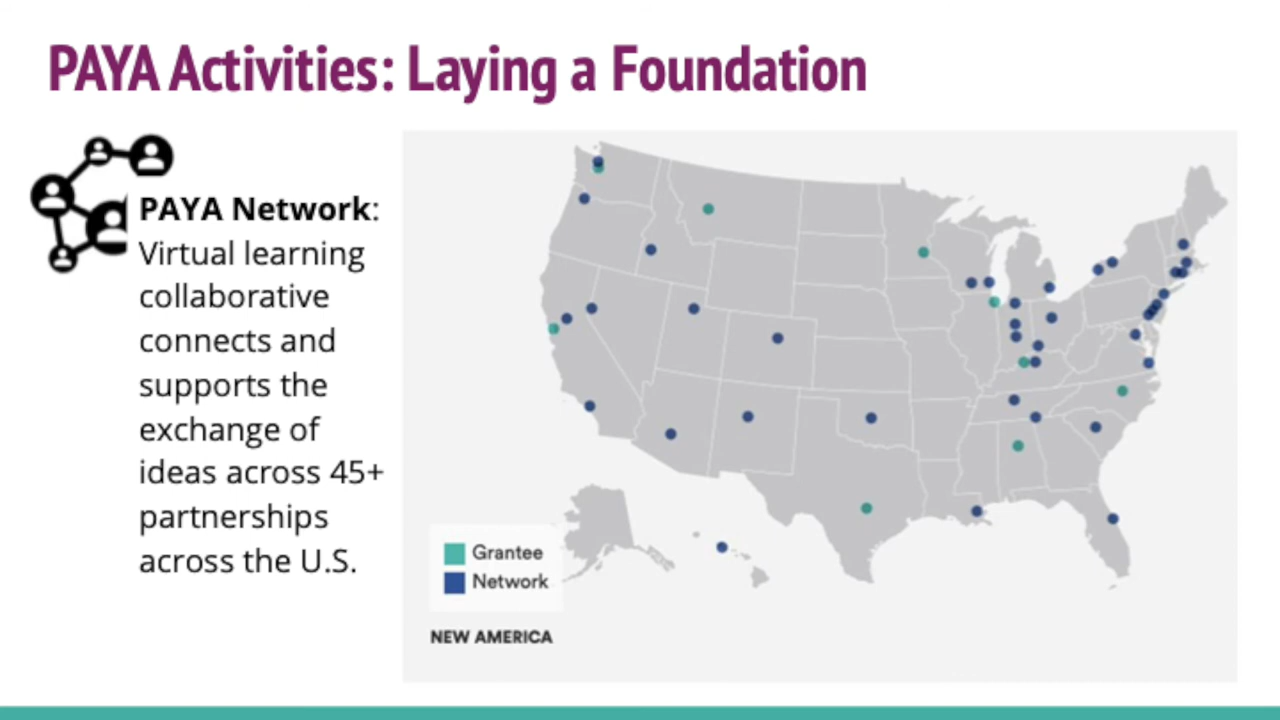 PAYA Activities: Laying a Foundation
PAYA Network:
Virtual learning
collaborative
connects and
supports the
exchange of
ideas across 45+
partnerships
across the U.S.
Grantee
Network
NEW AMERICA